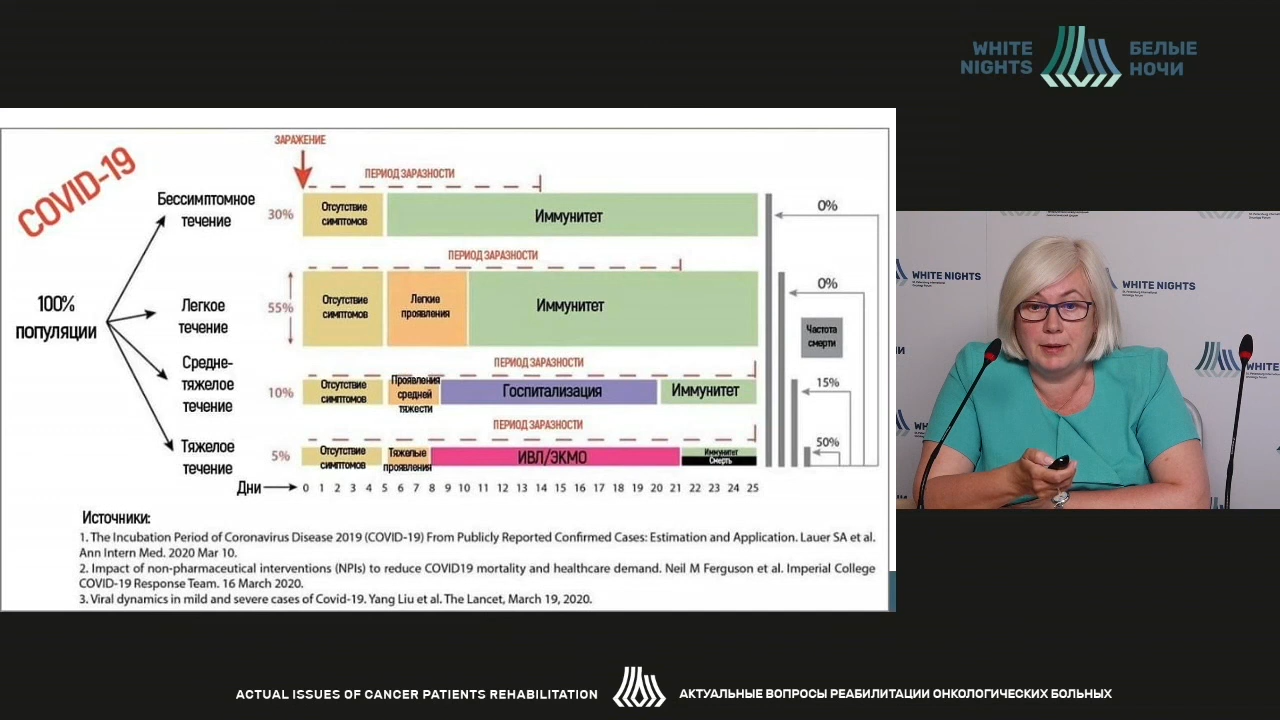 WHITE
NIGHTS
БЕЛЫЕ
НОЧИ
COVID-19
ЗАРАЖЕНИЕ
ПЕРИОД ЗАРАЗНОСТИ
Бессимптомное
течение
30%
Отсутствие
симптомов
Иммунитет
0%
ПЕРИОД ЗАРАЗНОСТИ
100%
популяции
Легкое
течение
55%
Отсутствие
симптомов
Легкие
проявления
Иммунитет
0%
Частота
смерти
ПЕРИОД ЗАРАЗНОСТИ
Средне-
тяжелое
течение
10%
Отсутствие
симптомов
Проявления
средней
тяжести
Госпитализация
Иммунитет
15%
ПЕРИОД ЗАРАЗНОСТИ
Тяжелое
течение
5%
Отсутствие
симптомов
Тяжелые
проявления
ИВЛ/ЭКМО
Иммунитет
Смерть
50%
Дни 0 1 2 3 4 5 6 7 8 9 10 11 12 13 14 15 16 17 18 19 20 21 22 23 24 25
Источники:
1. The Incubation Period of Coronavirus Disease 2019 (COVID-19) From Publicly Reported Confirmed Cases: Estimation and Application. Lauer SA et al.
Ann Intern Med. 2020 Mar 10.
2. Impact of non-pharmaceutical interventions (NPIs) to reduce COVID19 mortality and healthcare demand. Neil M Ferguson et al. Imperial College
COVID-19 Response Team. 16 March 2020.
3. Viral dynamics in mild and severe cases of Covid-19. Yang Liu et al. The Lancet, March 19, 2020.
WHITE NIGHTS
WHITE NIGHTS
WHITE
ACTUAL ISSUES OF CANCER PATIENTS REHABILITATION
АКТУАЛЬНЫЕ ВОПРОСЫ РЕАБИЛИТАЦИИ ОНКОЛОГИЧЕСКИХ БОЛЬНЫХ